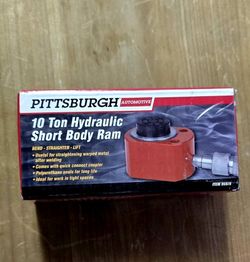 PITTSBURGH AUTOMOTIVE
10 Ton Hydraulic
Short Body Ram
BEND - STRAIGHTEN - LIFT
• Useful for straightening warped metal
after welding
• Comes with quick connect coupler
• Polyurethane seals for long life
• Ideal for work in tight spaces
ITEM